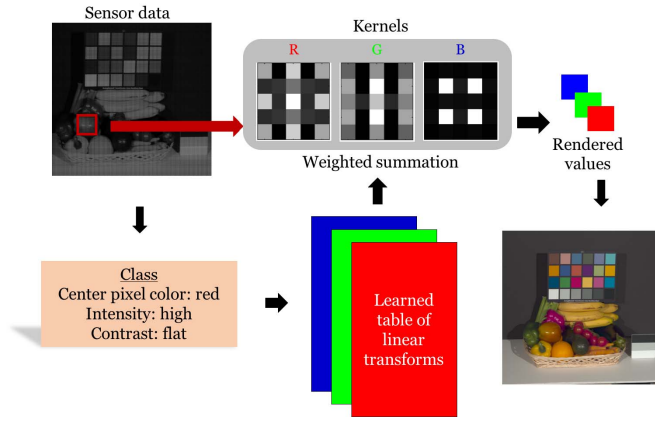 Sensor data
Kernels
R
G
B
Weighted summation
Rendered
values
Class
Center pixel color: red
Intensity: high
Contrast: flat
Learned
table of
linear
transforms